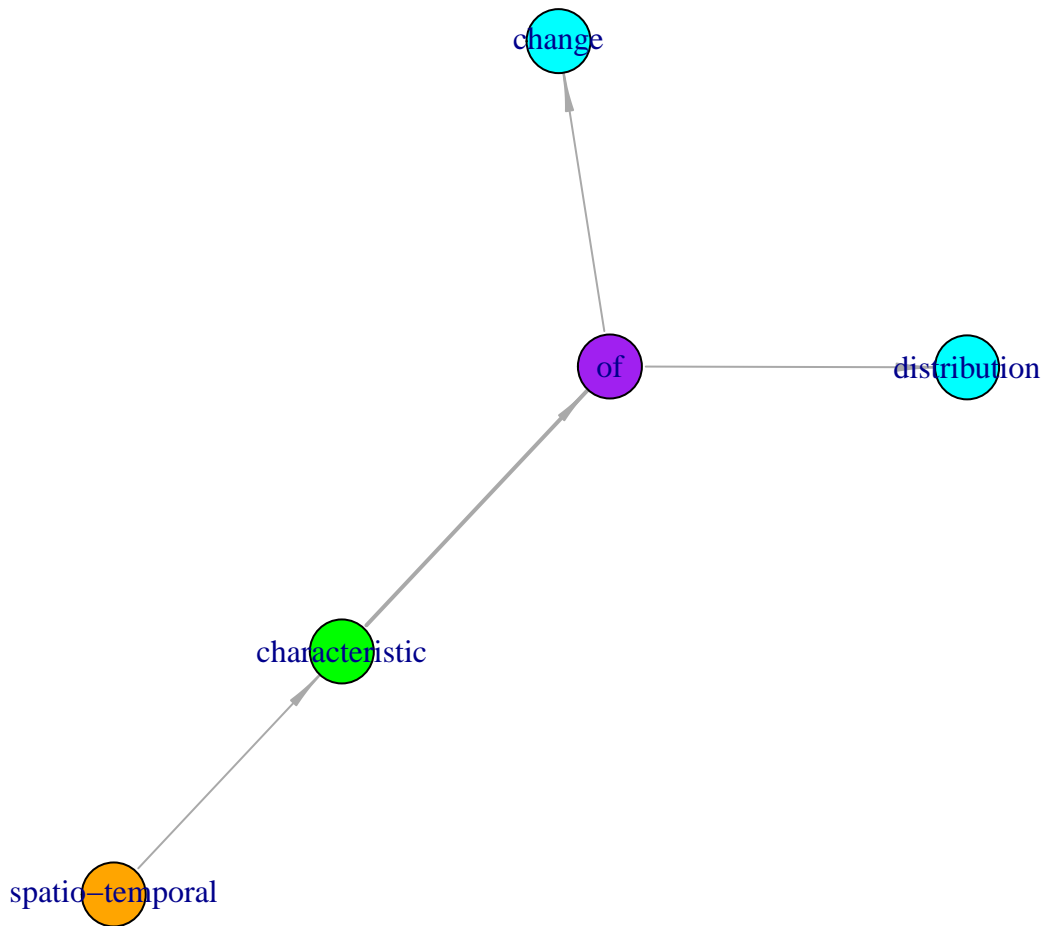 change
of
distribution
characteristic
spatio−temporal